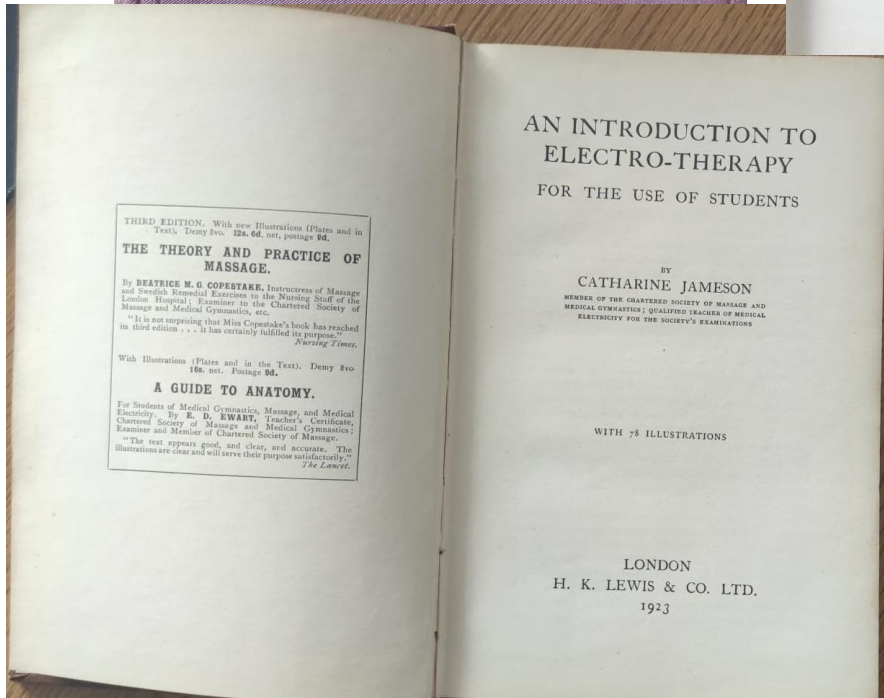 THIRD EDITION. With new Illustrations (Plates and in
Text). Demy 8vo. 12s. 6d. net, postage 9d.
THE THEORY AND PRACTICE OF
MASSAGE.
By BEATRICE M. G. COPESTAKE, Instructress of Massage
and Swedish Remedial Exercises to the Nursing Staff of the
London Hospital; Examiner to the Chartered Society of
Massage and Medical Gymnastics, etc.
"It is not surprising that Miss Copestake's book has reached
its third edition . . . it has certainly fulfilled its purpose."
Nursing Times.
With Illustrations (Plates and in the Text). Demy 8vo.
16s. net. Postage 9d.
A GUIDE TO ANATOMY.
For Students of Medical Gymnastics, Massage, and Medical
Electricity. By E. D. EWART, Teacher's Certificate,
Chartered Society of Massage and Medical Gymnastics;
Examiner and Member of Chartered Society of Massage.
"The text appears good, and clear, and accurate. The
illustrations are clear and will serve their purpose satisfactorily."
The Lancet.
AN INTRODUCTION TO
ELECTRO-THERAPY
FOR THE USE OF STUDENTS
BY
CATHARINE JAMESON
MEMBER OF THE CHARTERED SOCIETY OF MASSAGE AND
MEDICAL GYMNASTICS; QUALIFIED TEACHER OF MEDICAL
ELECTRICITY FOR THE SOCIETY'S EXAMINATIONS
WITH 78 ILLUSTRATIONS
LONDON
H. K. LEWIS & CO. LTD.
1923